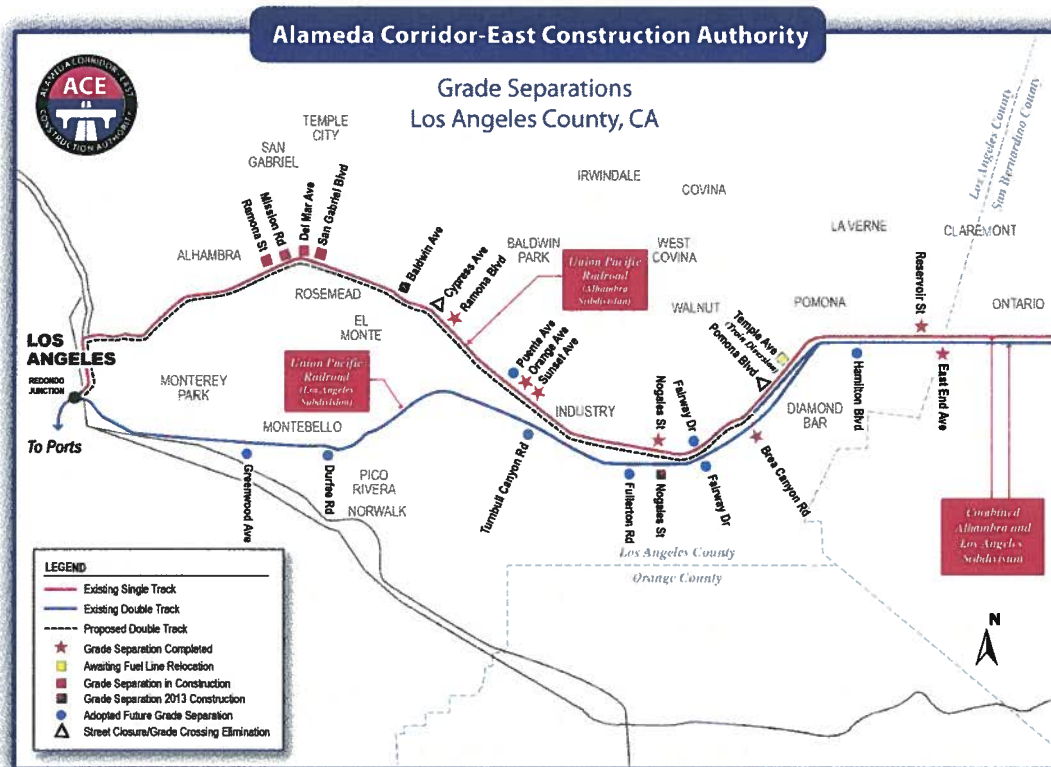 Alameda Corridor-East Construction Authority
Grade Separations
Los Angeles County, CA
ALAMEDA CORRIDOR-EAST
ACE
CONSTRUCTION AUTHORITY
TEMPLE
CITY
SAN
GABRIEL
IRWINDALE
COVINA
LA VERNE
CLAREMONT
Los Angeles County
San Bernardino County
Ramona St
Mission Rd
Del Mar Ave
San Gabriel Blvd
ALHAMBRA
ROSEMEAD
Baldwin Ave
Cypress Ave
Ramona Blvd
BALDWIN
PARK
Union Pacific
Railroad
(Alhambra
Subdivision)
WEST
COVINA
WALNUT
POMONA
Reservoir St
ONTARIO
EL
MONTE
LOS
ANGELES
REDONDO
JUNCTION
To Ports
MONTEREY
PARK
Union Pacific
Railroad
(Los Angeles
Subdivision)
Puente Ave
Orange Ave
Sunset Ave
INDUSTRY
Temple Ave
(Train Diversion)
Pomona Blvd
Nogales St
Fairway Dr
DIAMOND
BAR
Hamilton Blvd
East End Ave
MONTEBELLO
Greenwood Ave
Durfee Rd
PICO
RIVERA
NORWALK
Turnbull Canyon Rd
Fullerton Rd
Nogales St
Fairway Dr
Brea Canyon Rd
Combined
Alhambra and
Los Angeles
Subdivision
Los Angeles County
Orange County
N
LEGEND
Existing Single Track
Existing Double Track
Proposed Double Track
Grade Separation Completed
Awaiting Fuel Line Relocation
Grade Separation in Construction
Grade Separation 2013 Construction
Adopted Future Grade Separation
Street Closure/Grade Crossing Elimination